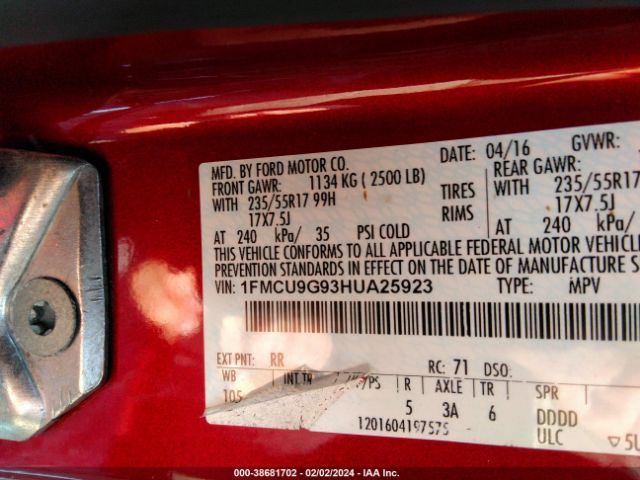 DATE: 04/16 GVWR:
MFD. BY FORD MOTOR CO.
FRONT GAWR: 1134 KG ( 2500 LB) REAR GAWR:
WITH 235/55R17 99H TIRES WITH 235/55R17
17X7.5J RIMS 17X7.5J
AT 240 kPa/ 35 PSI COLD AT 240 kPa/
THIS VEHICLE CONFORMS TO ALL APPLICABLE FEDERAL MOTOR VEHICLE
PREVENTION STANDARDS IN EFFECT ON THE DATE OF MANUFACTURE S
VIN: 1FMCU9G93HUA25923 TYPE: MPV
EXT PNT: RR RC: 71 DSO:
WB INT TR TPS R AXLE TR SPR
105 5 3A 6 DDDD
1201604197575 ULC ▽5U
000-38681702 - 02/02/2024 - IAA Inc.